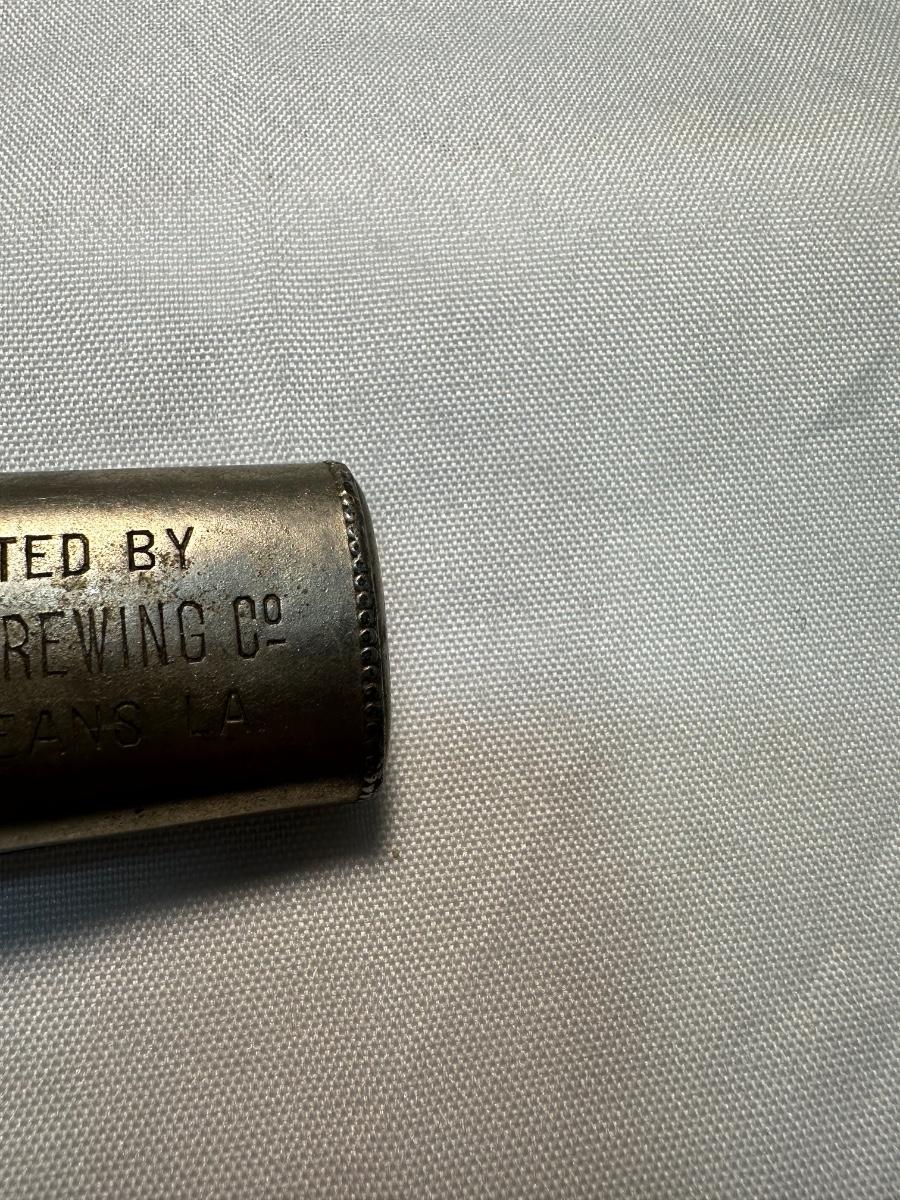 TED BY
REWING Cº
EANS LA